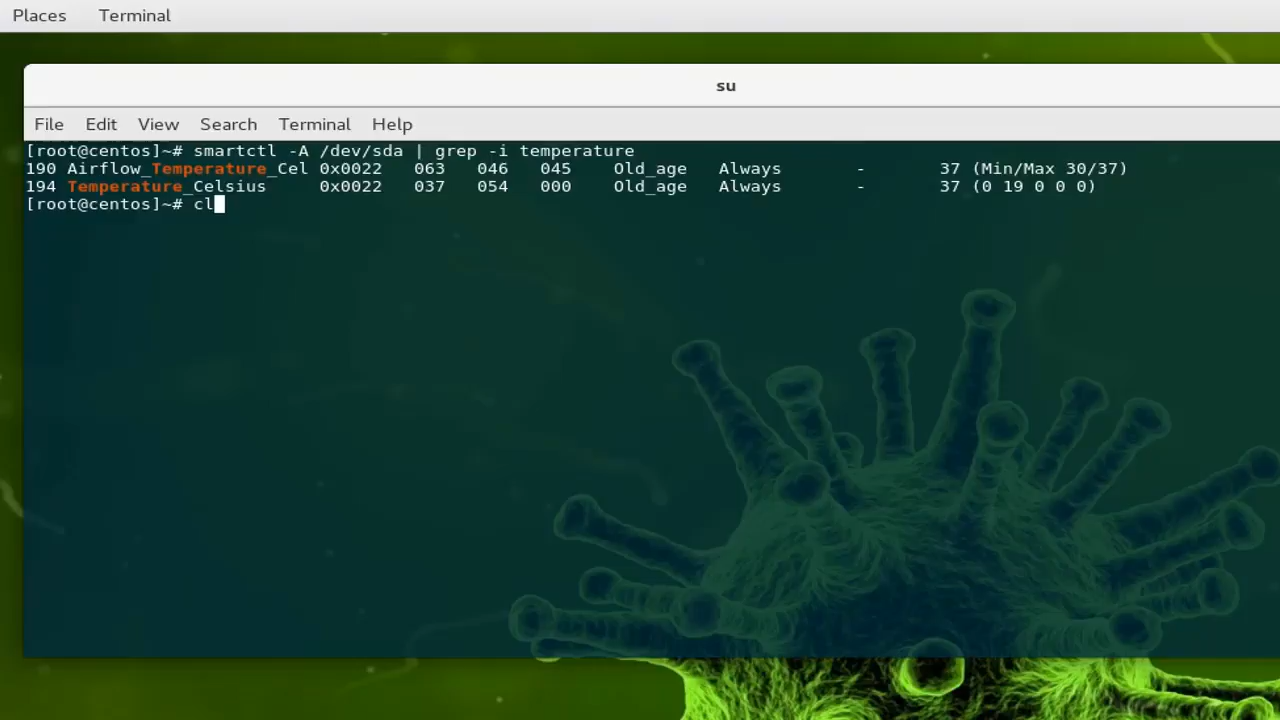 Places Terminal
su
File Edit View Search Terminal Help
[root@centos]~# smartctl -A /dev/sda | grep -i temperature
190 Airflow_Temperature_Cel 0x0022 063 046 045 Old_age Always - 37 (Min/Max 30/37)
194 Temperature_Celsius 0x0022 037 054 000 Old_age Always - 37 (0 19 0 0 0)
[root@centos]~# cl